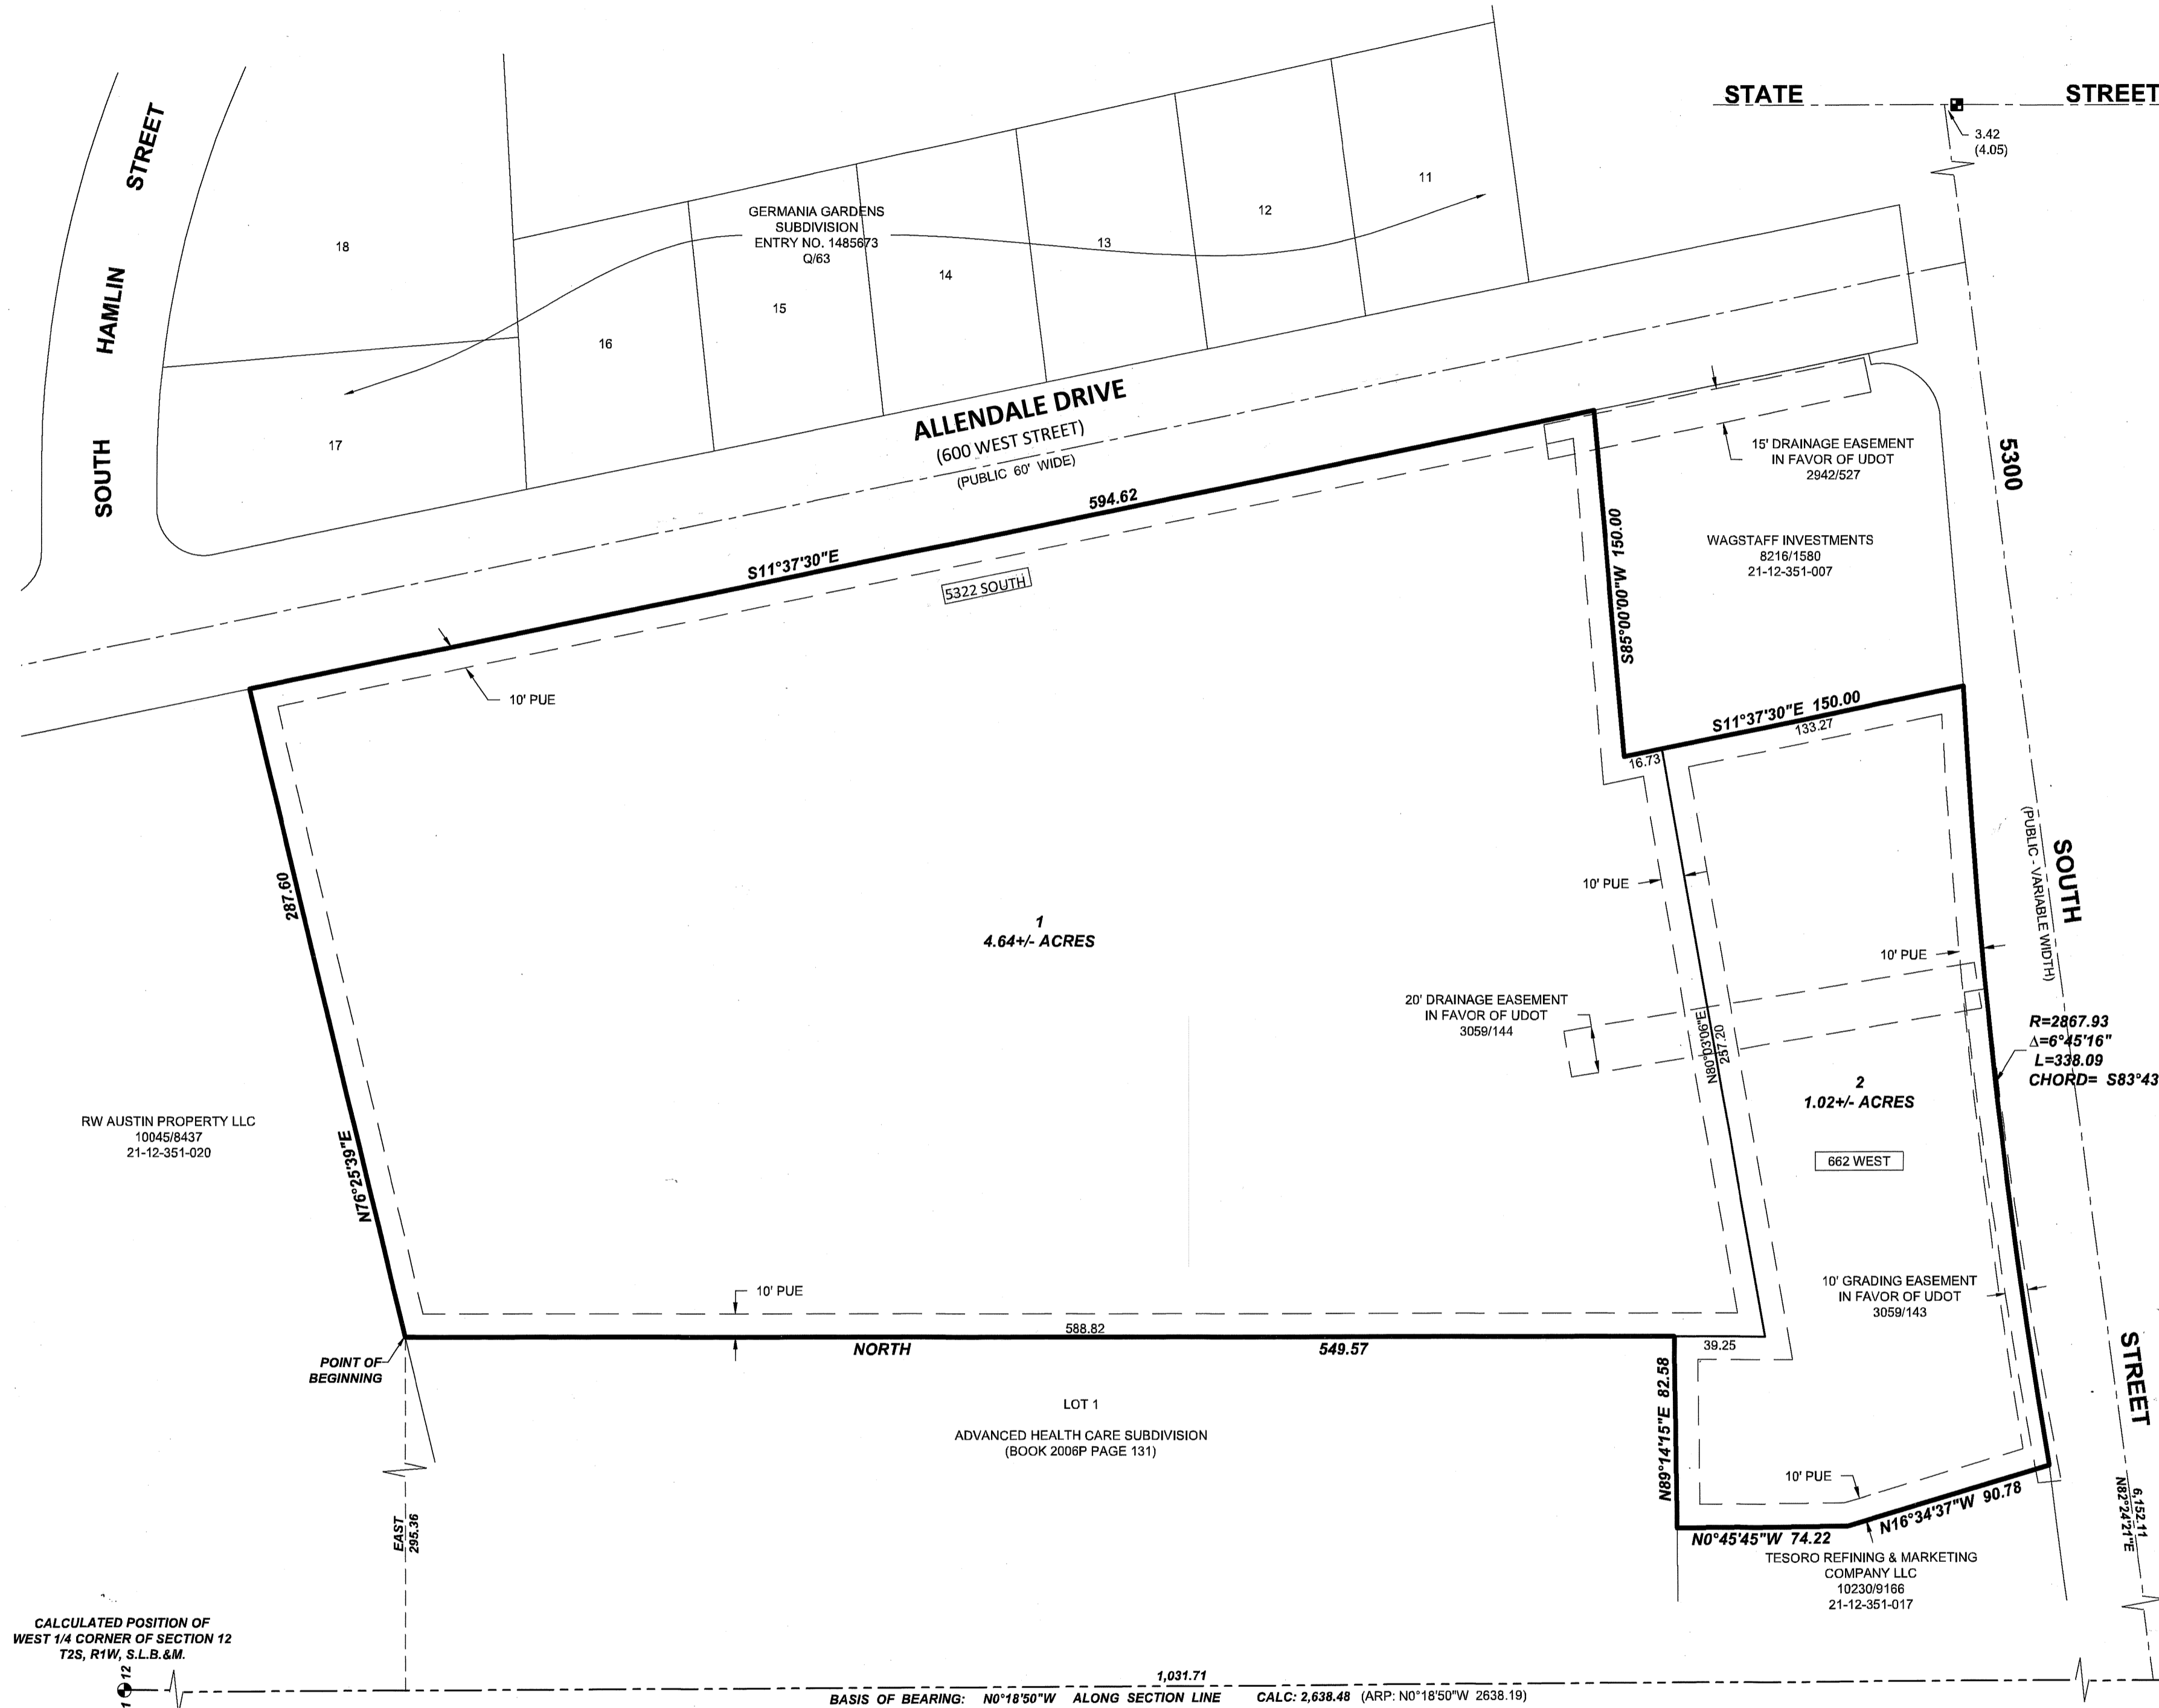 STATE STREET
3.42
(4.05)
SOUTH HAMLIN STREET
18
17
16
15
14
13
12
11
GERMANIA GARDENS
SUBDIVISION
ENTRY NO. 1485673
Q/63
ALLENDALE DRIVE
(600 WEST STREET)
(PUBLIC 60' WIDE)
594.62
S11°37'30"E
5322 SOUTH
10' PUE
15' DRAINAGE EASEMENT
IN FAVOR OF UDOT
2942/527
WAGSTAFF INVESTMENTS
8216/1580
21-12-351-007
S85°00'00"W 150.00
S11°37'30"E 150.00
133.27
16.73
5300 SOUTH STREET
(PUBLIC - VARIABLE WIDTH)
287.60
N76°25'39"E
1
4.64+/- ACRES
10' PUE
10' PUE
20' DRAINAGE EASEMENT
IN FAVOR OF UDOT
3059/144
N80°03'06"E
257.20
R=2867.93
Δ=6°45'16"
L=338.09
CHORD= S83°43
2
1.02+/- ACRES
662 WEST
RW AUSTIN PROPERTY LLC
10045/8437
21-12-351-020
10' GRADING EASEMENT
IN FAVOR OF UDOT
3059/143
10' PUE
588.82
39.25
NORTH 549.57
POINT OF
BEGINNING
LOT 1
ADVANCED HEALTH CARE SUBDIVISION
(BOOK 2006P PAGE 131)
N89°14'15"E 82.58
10' PUE
N16°34'37"W 90.78
N0°45'45"W 74.22
TESORO REFINING & MARKETING
COMPANY LLC
10230/9166
21-12-351-017
6,152.11
N82°24'21"E
EAST
295.36
CALCULATED POSITION OF
WEST 1/4 CORNER OF SECTION 12
T2S, R1W, S.L.B.&M.
12
1
1,031.71
BASIS OF BEARING: N0°18'50"W ALONG SECTION LINE CALC: 2,638.48 (ARP: N0°18'50"W 2638.19)